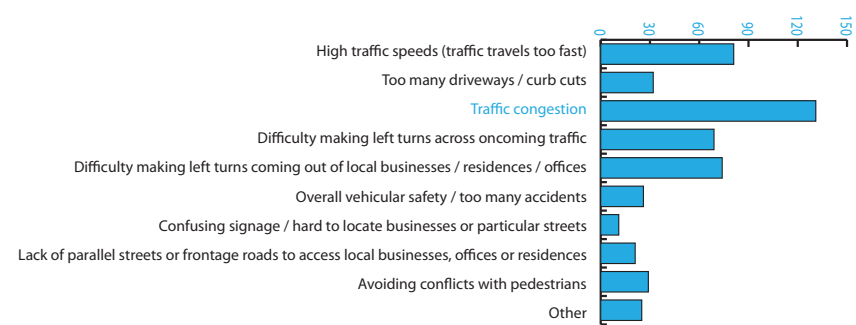 0 30 60 90 120 150
High traffic speeds (traffic travels too fast)
Too many driveways / curb cuts
Traffic congestion
Difficulty making left turns across oncoming traffic
Difficulty making left turns coming out of local businesses / residences / offices
Overall vehicular safety / too many accidents
Confusing signage / hard to locate businesses or particular streets
Lack of parallel streets or frontage roads to access local businesses, offices or residences
Avoiding conflicts with pedestrians
Other